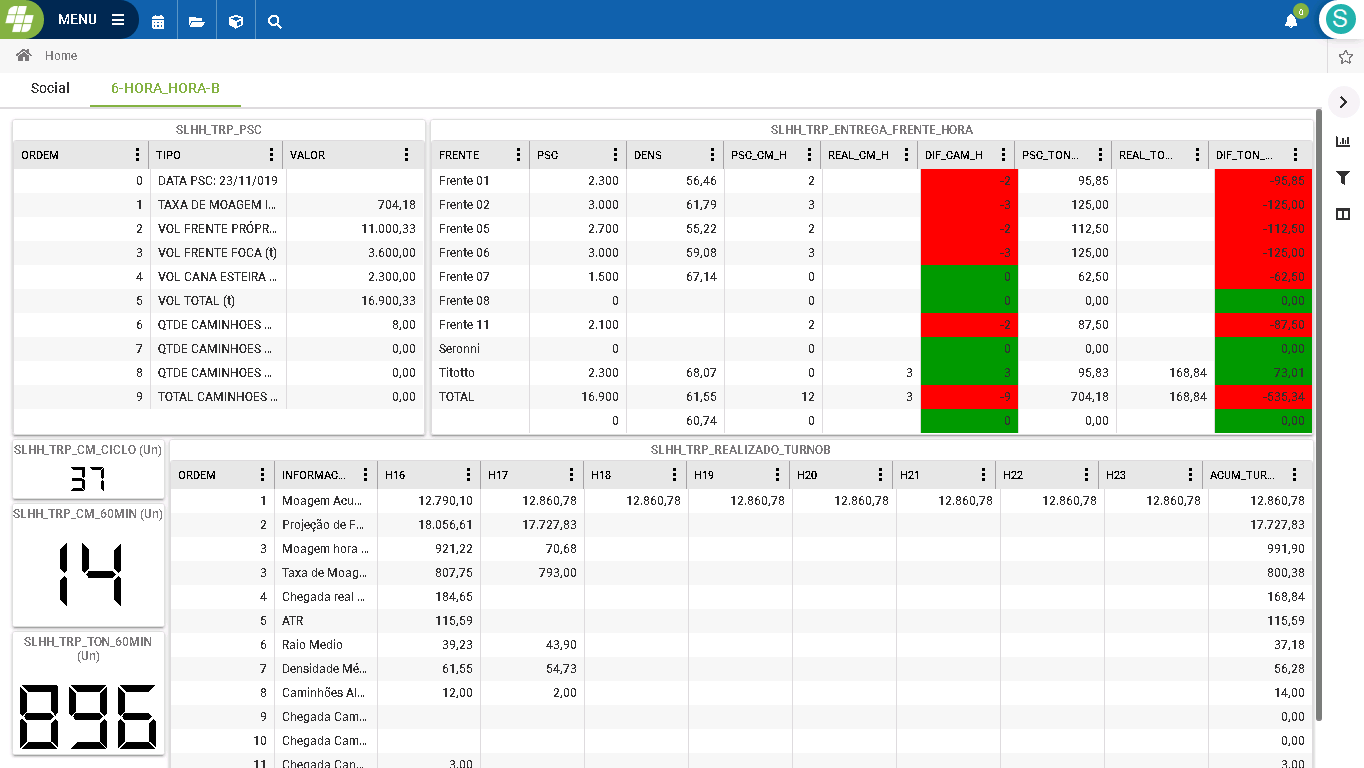 MENU
0
S
Home
Social 6-HORA_HORA-B
SLHH_TRP_PSC
ORDEM TIPO VALOR
0 DATA PSC: 23/11/019
1 TAXA DE MOAGEM I... 704,18
2 VOL FRENTE PRÓPR... 11.000,33
3 VOL FRENTE FOCA (t) 3.600,00
4 VOL CANA ESTEIRA ... 2.300,00
5 VOL TOTAL (t) 16.900,33
6 QTDE CAMINHOES ... 8,00
7 QTDE CAMINHOES ... 0,00
8 QTDE CAMINHOES ... 0,00
9 TOTAL CAMINHOES ... 0,00
SLHH_TRP_ENTREGA_FRENTE_HORA
FRENTE PSC DENS PSC_CM_H REAL_CM_H DIF_CAM_H PSC_TON... REAL_TO... DIF_TON_...
Frente 01 2.300 56,46 2 -2 95,85 -95,85
Frente 02 3.000 61,79 3 -3 125,00 -125,00
Frente 05 2.700 55,22 2 -2 112,50 -112,50
Frente 06 3.000 59,08 3 -3 125,00 -125,00
Frente 07 1.500 67,14 0 0 62,50 -62,50
Frente 08 0 0 0 0,00 0,00
Frente 11 2.100 2 -2 87,50 -87,50
Seronni 0 0 0 0,00 0,00
Titotto 2.300 68,07 0 3 3 95,83 168,84 73,01
TOTAL 16.900 61,55 12 3 -9 704,18 168,84 -535,34
0 60,74 0 0 0,00 0,00
SLHH_TRP_CM_CICLO (Un)
37
SLHH_TRP_CM_60MIN (Un)
14
SLHH_TRP_TON_60MIN
(Un)
896
SLHH_TRP_REALIZADO_TURNOB
ORDEM INFORMAC... H16 H17 H18 H19 H20 H21 H22 H23 ACUM_TUR...
1 Moagem Acu... 12.790,10 12.860,78 12.860,78 12.860,78 12.860,78 12.860,78 12.860,78 12.860,78 12.860,78
2 Projeção de F... 18.056,61 17.727,83 17.727,83
3 Moagem hora ... 921,22 70,68 991,90
3 Taxa de Moag... 807,75 793,00 800,38
4 Chegada real ... 184,65 168,84
5 ATR 115,59 115,59
6 Raio Medio 39,23 43,90 37,18
7 Densidade Mé... 61,55 54,73 56,28
8 Caminhões Al... 12,00 2,00 14,00
9 Chegada Cam... 0,00
10 Chegada Cam... 0,00
11 Chegada Can... 3,00 3,00